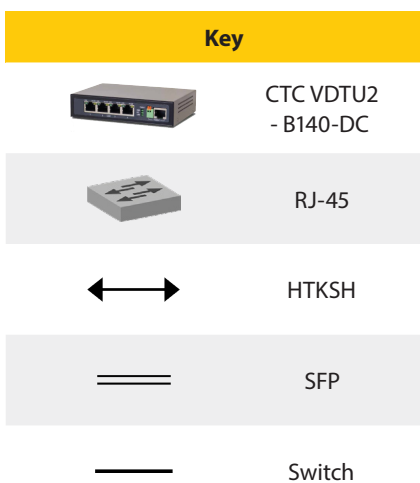 Key
CTC VDTU2
- B140-DC
RJ-45
HTKSH
SFP
Switch